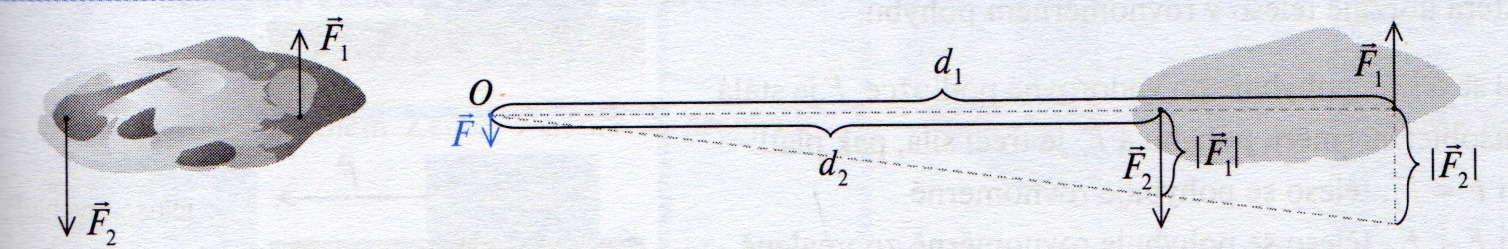 F⃗₁
F⃗₂
O
F⃗
d₁
d₂
F⃗₂
|F⃗₁|
F⃗₁
|F⃗₂|